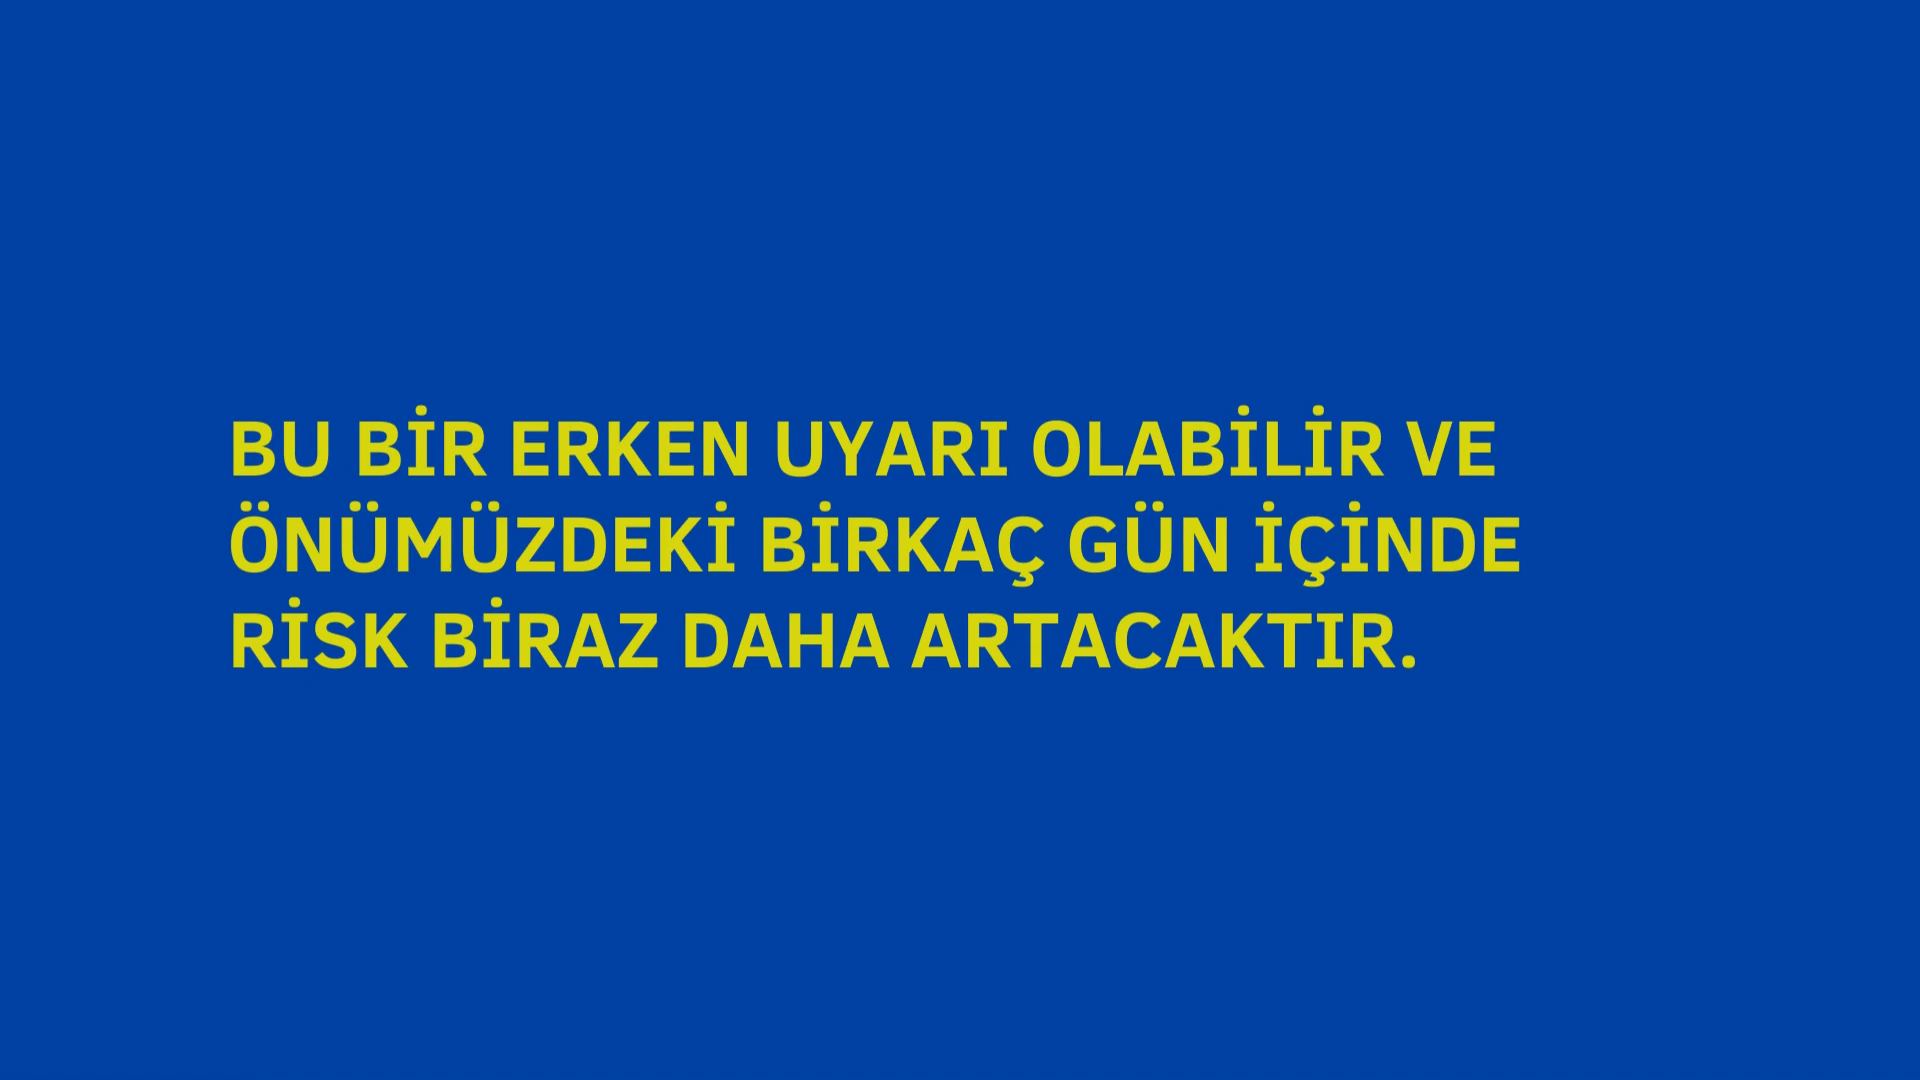 BU BİR ERKEN UYARI OLABİLİR VE
ÖNÜMÜZDEKİ BİRKAÇ GÜN İÇİNDE
RİSK BİRAZ DAHA ARTACAKTIR.